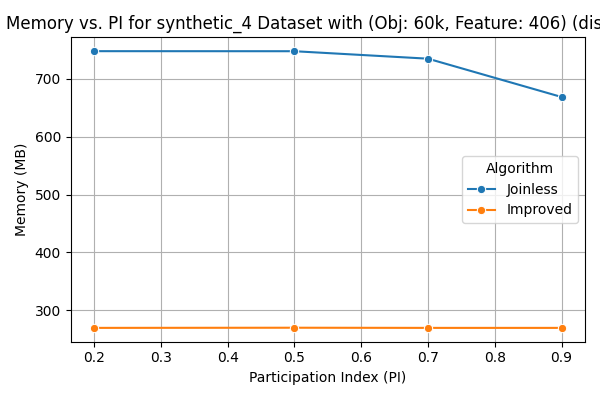 Memory vs. PI for synthetic_4 Dataset with (Obj: 60k, Feature: 406) (dis
700
600
500
400
300
Memory (MB)
Algorithm
Joinless
Improved
0.2 0.3 0.4 0.5 0.6 0.7 0.8 0.9
Participation Index (PI)